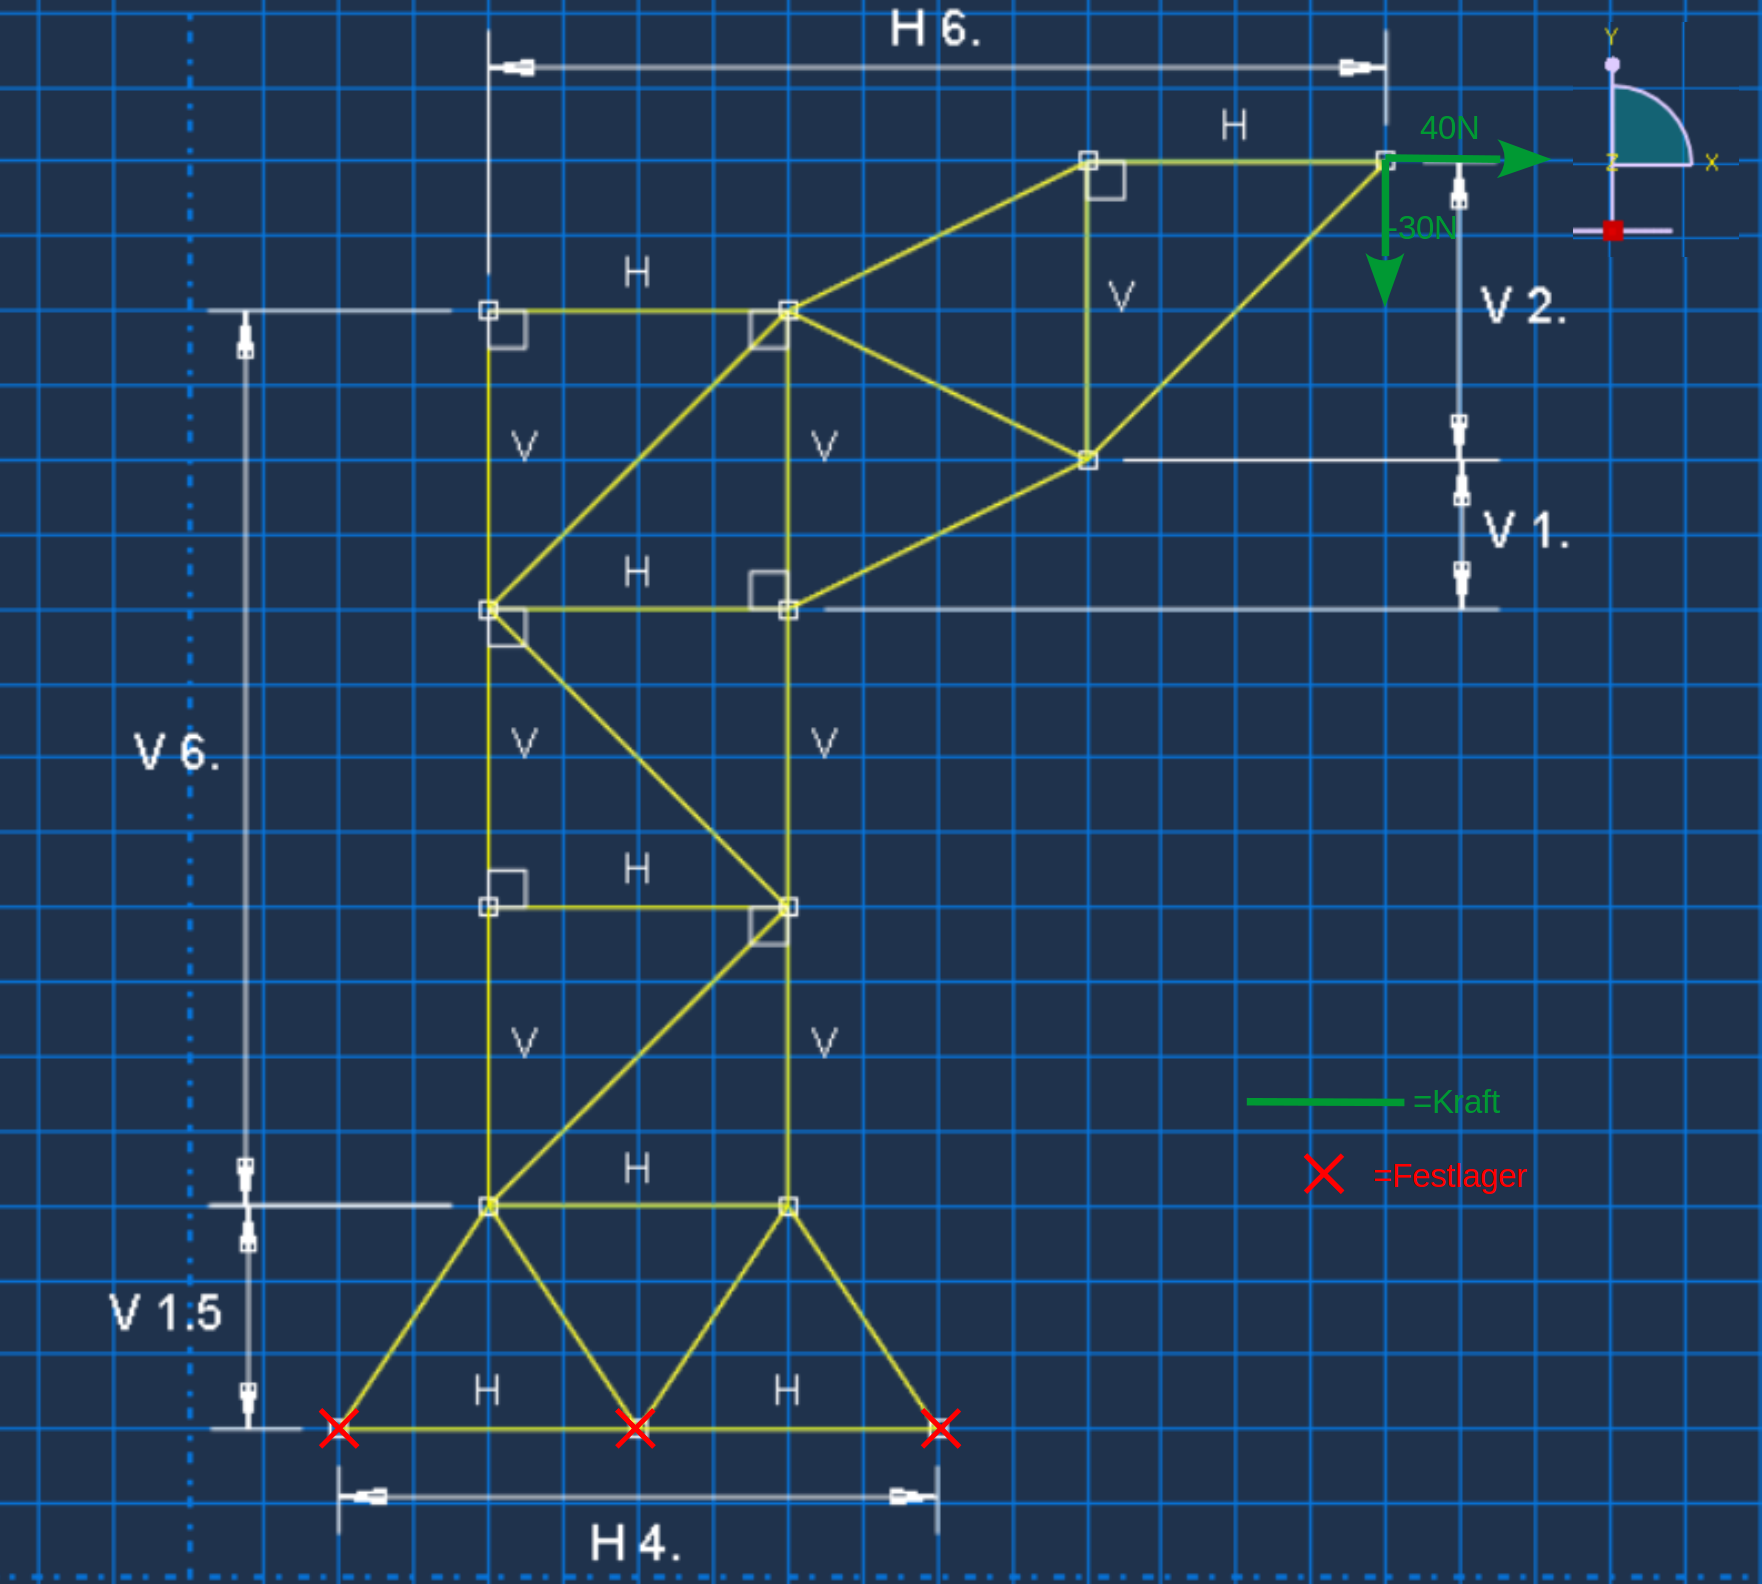 H 6.
Y
H
40N
Z
X
-30N
H
V
V 2.
V
V
H
V 1.
V 6.
V
V
H
V
V
=Kraft
H
=Festlager
V 1.5
H
H
H 4.